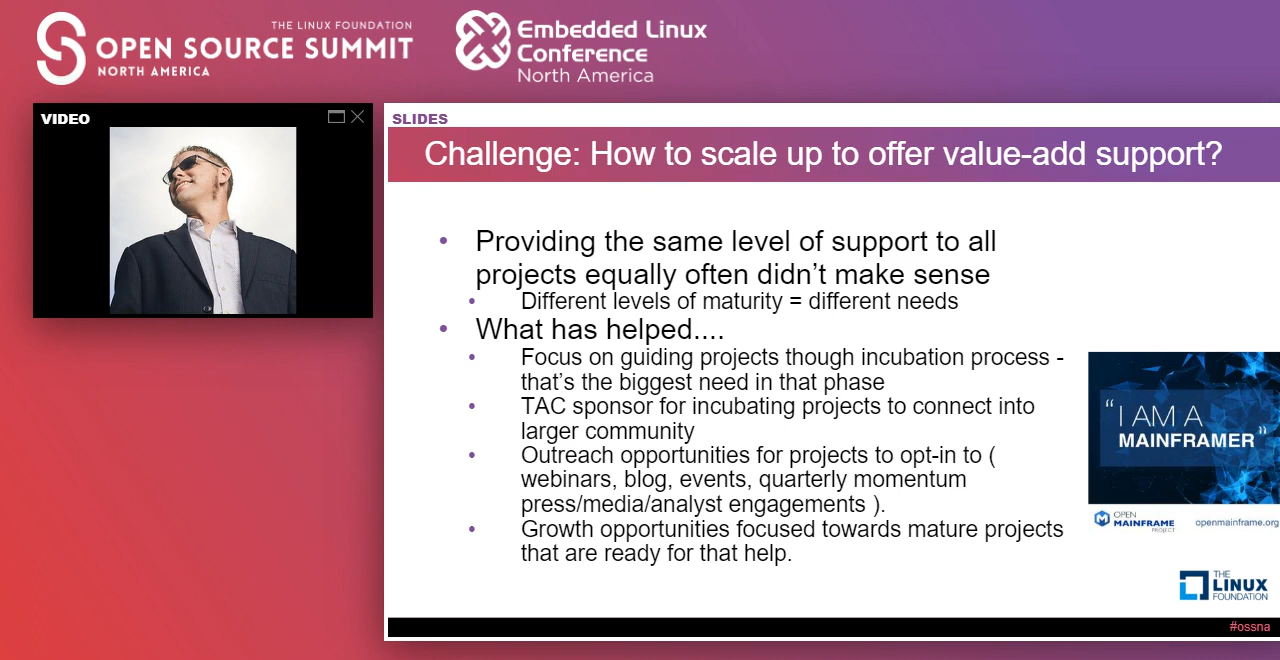 THE LINUX FOUNDATION
OPEN SOURCE SUMMIT
NORTH AMERICA
Embedded Linux
Conference
North America
VIDEO
SLIDES
Challenge: How to scale up to offer value-add support?
• Providing the same level of support to all
projects equally often didn’t make sense
• Different levels of maturity = different needs
• What has helped....
• Focus on guiding projects though incubation process -
that’s the biggest need in that phase
• TAC sponsor for incubating projects to connect into
larger community
• Outreach opportunities for projects to opt-in to (
webinars, blog, events, quarterly momentum
press/media/analyst engagements ).
• Growth opportunities focused towards mature projects
that are ready for that help.
“I AM A
MAINFRAMER”
OPEN
MAINFRAME
PROJECT
openmainframe.org
THE
LINUX
FOUNDATION
#ossna